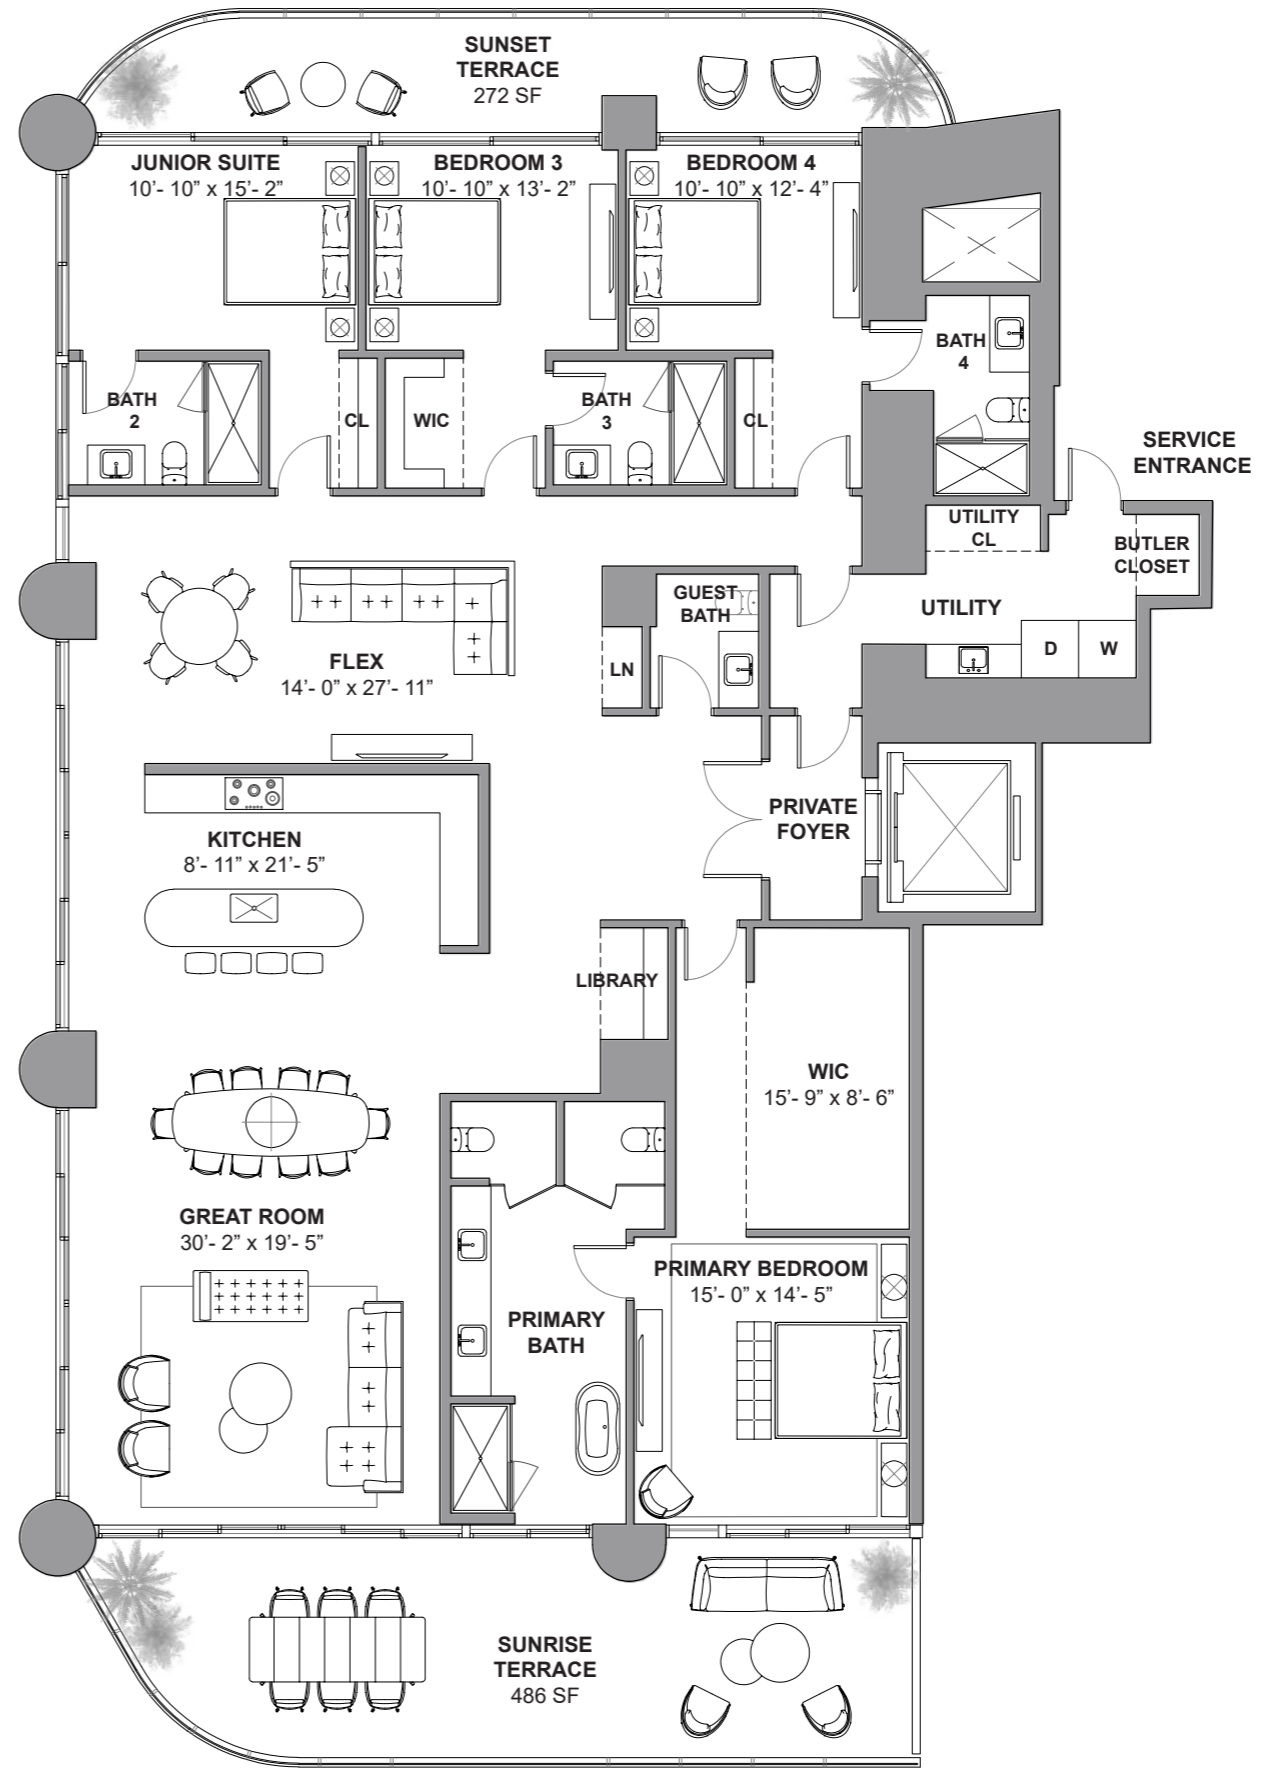 SUNSET
TERRACE
272 SF
JUNIOR SUITE
10’- 10” x 15’- 2”
BEDROOM 3
10’- 10” x 13’- 2”
BEDROOM 4
10’- 10” x 12’- 4”
BATH
4
BATH
2
CL
WIC
BATH
3
CL
SERVICE
ENTRANCE
UTILITY
CL
BUTLER
CLOSET
GUEST
BATH
UTILITY
D
W
LN
FLEX
14’- 0” x 27’- 11”
PRIVATE
FOYER
KITCHEN
8’- 11” x 21’- 5”
LIBRARY
WIC
15’- 9” x 8’- 6”
GREAT ROOM
30’- 2” x 19’- 5”
PRIMARY BEDROOM
15’- 0” x 14’- 5”
PRIMARY
BATH
SUNRISE
TERRACE
486 SF